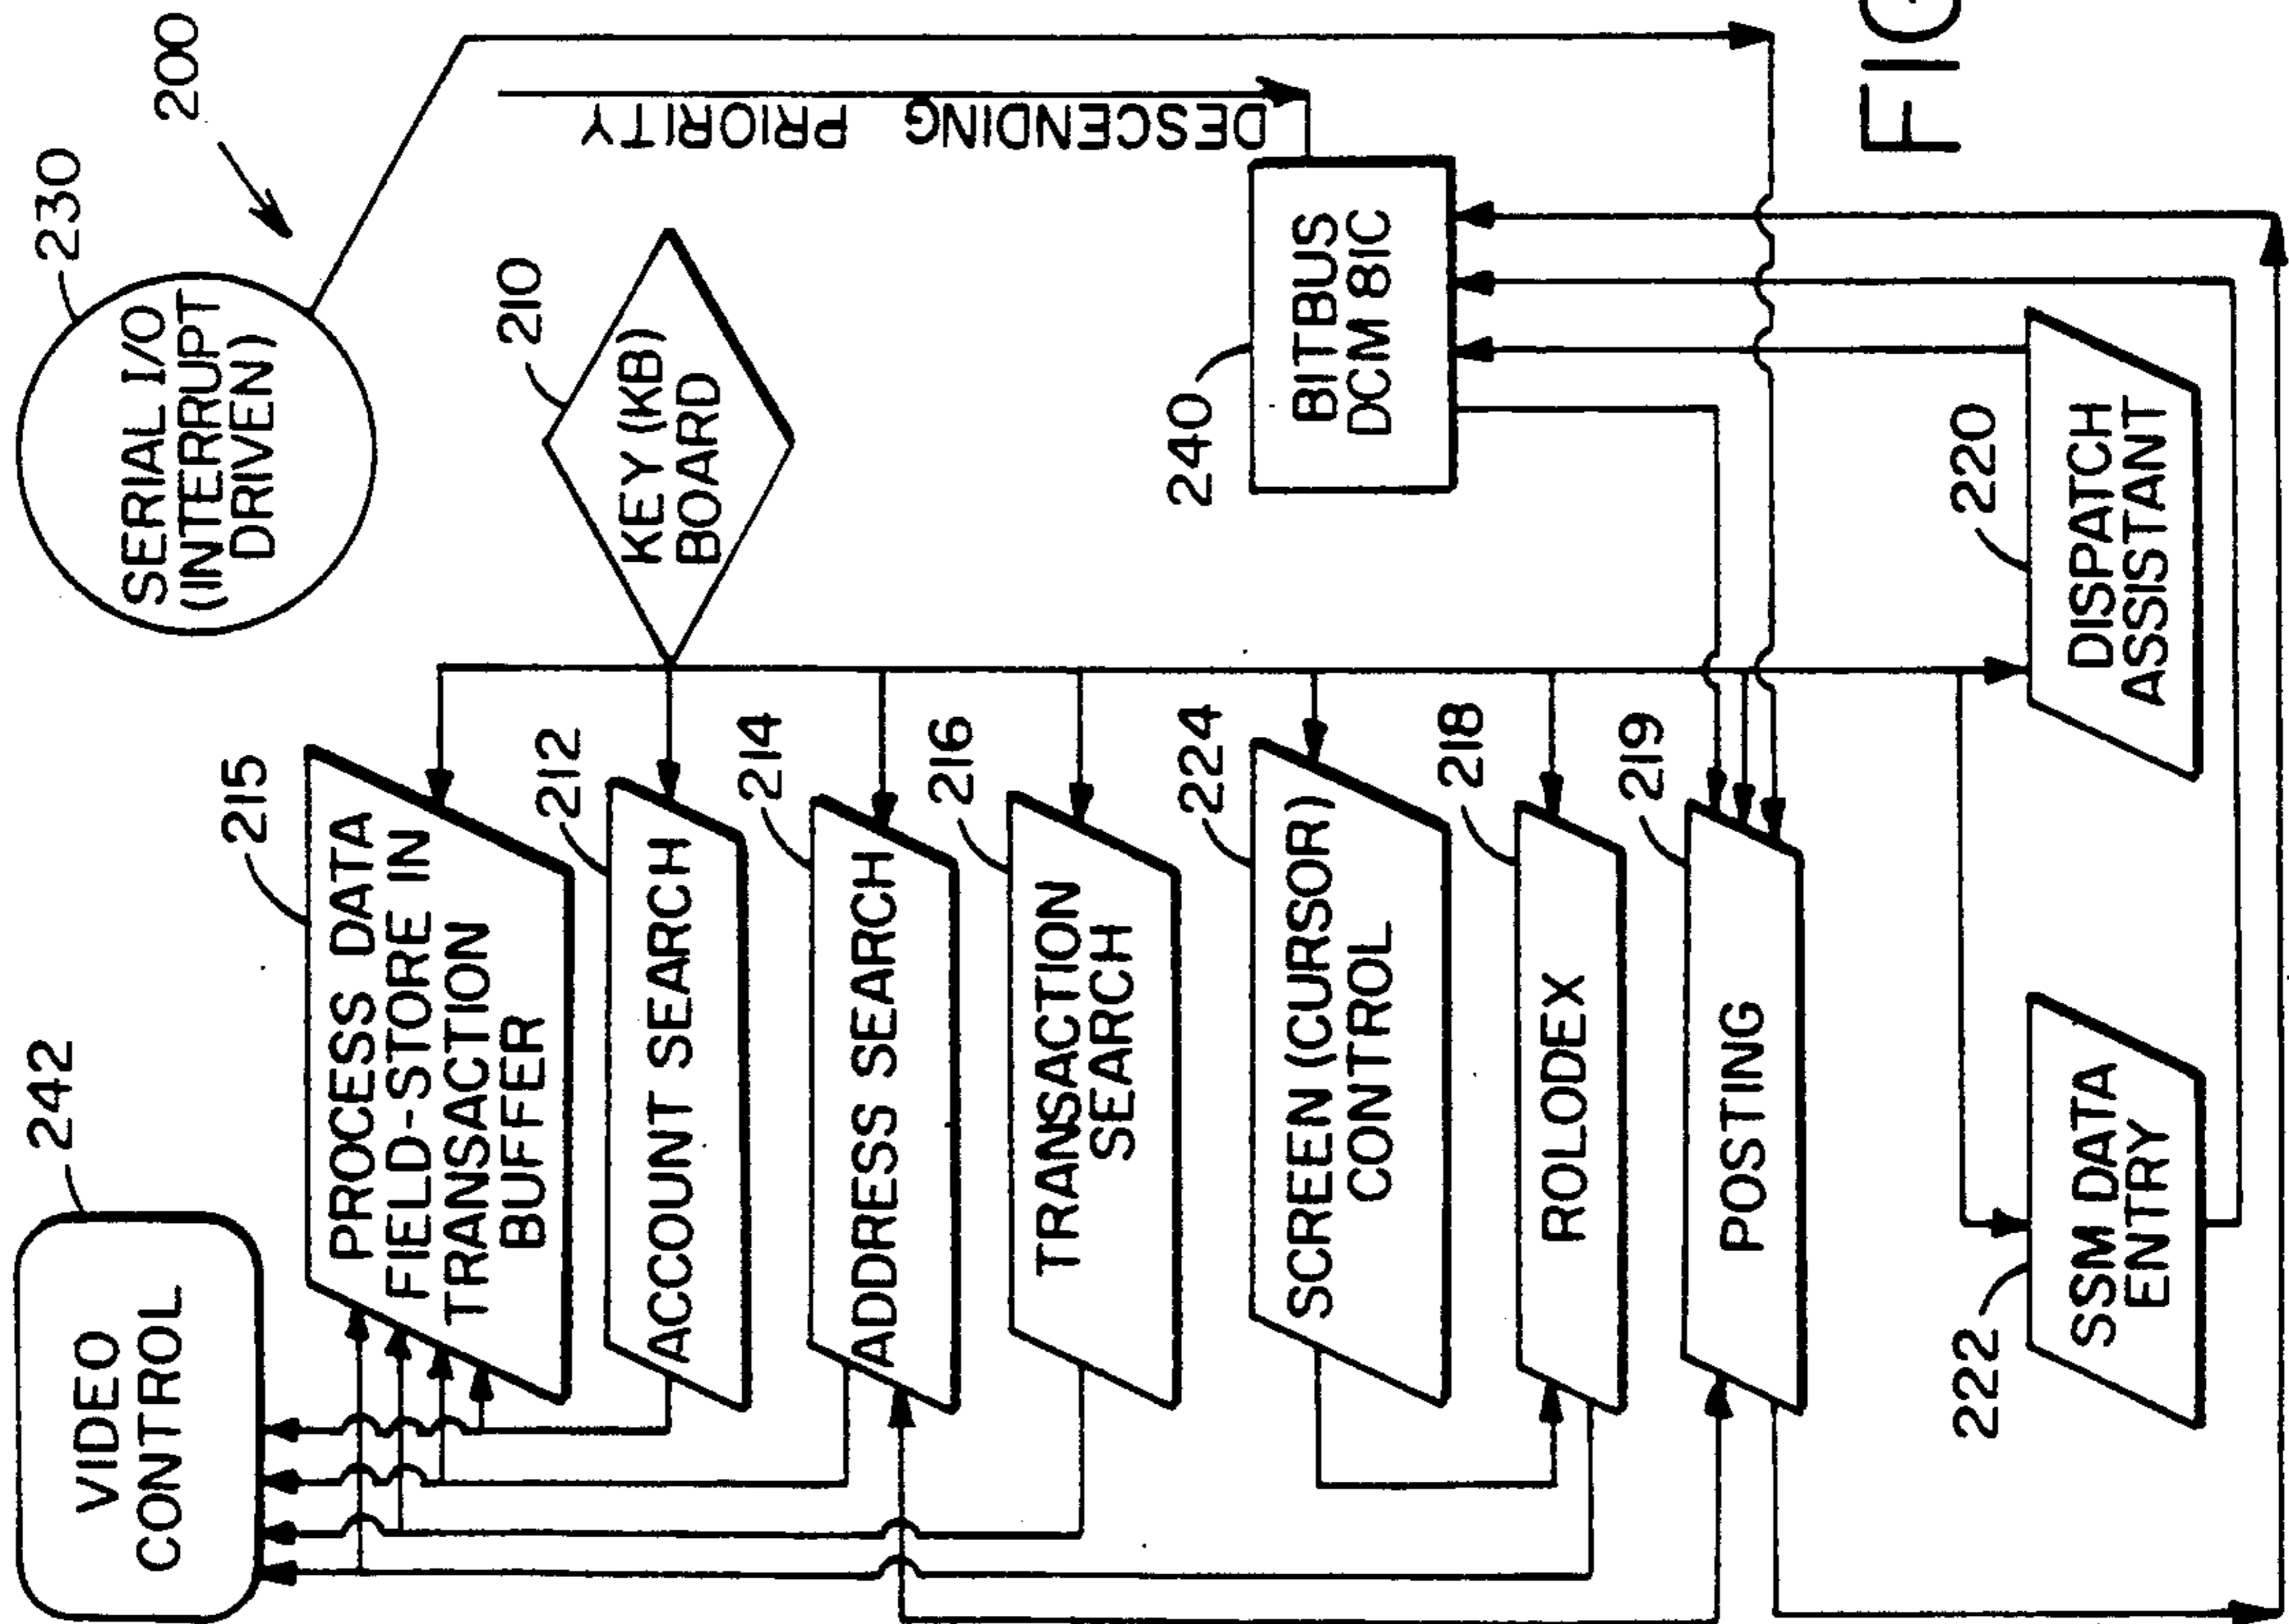 242
VIDEO
CONTROL
SERIAL I/O
(INTERRUPT
DRIVEN)
230
200
215
PROCESS DATA
FIELD-STORE IN
TRANSACTION
BUFFER
212
ACCOUNT SEARCH
KEY (KB)
BOARD
210
214
ADDRESS SEARCH
216
TRANSACTION
SEARCH
DESCENDING PRIORITY
224
SCREEN (CURSOR)
CONTROL
240
BITBUS
DCM 8IC
218
ROLODEX
219
POSTING
222
SSM DATA
ENTRY
220
DISPATCH
ASSISTANT
FIG